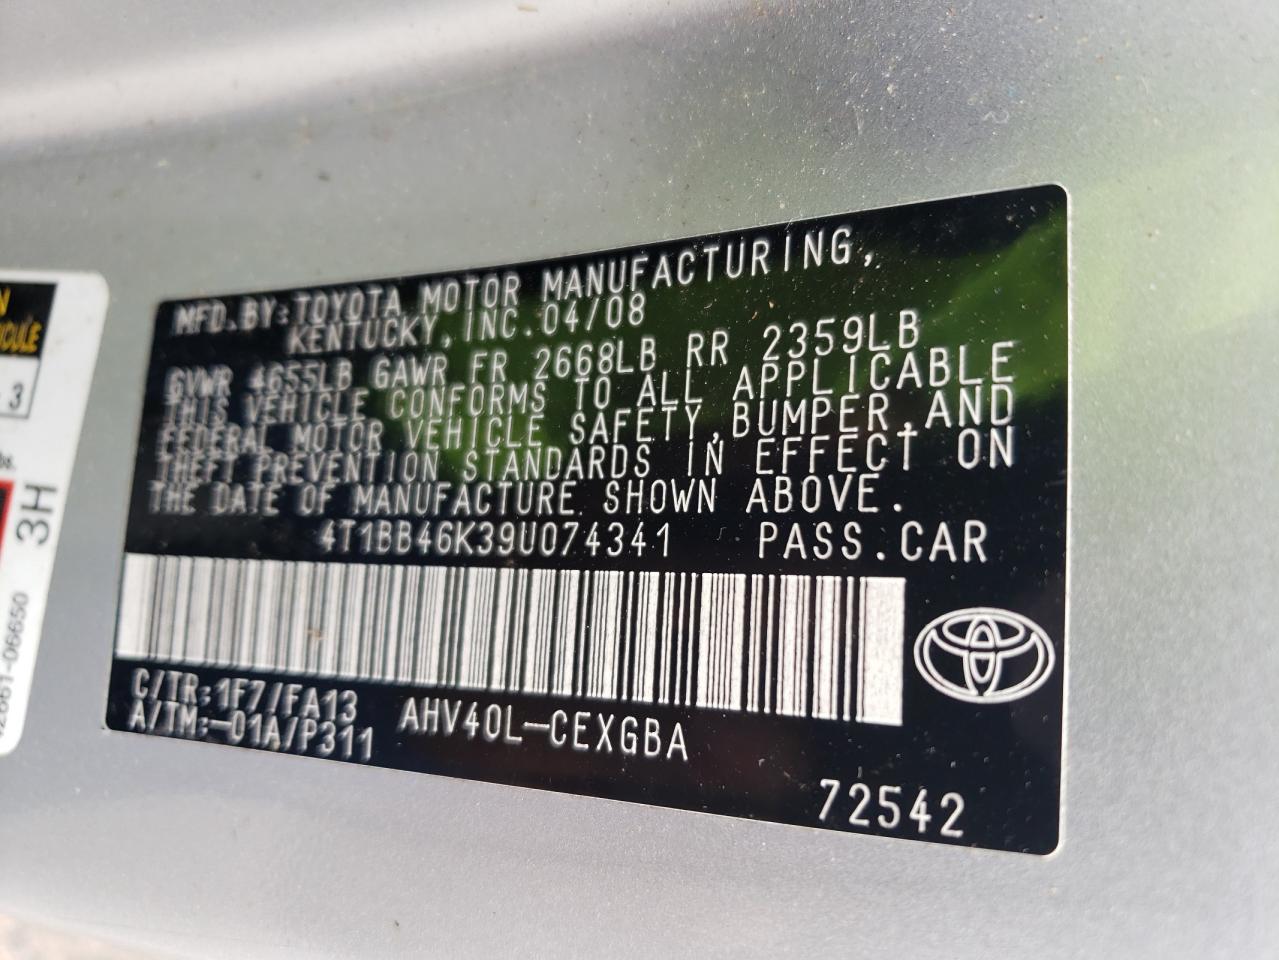 MFD.BY:TOYOTA MOTOR MANUFACTURING,
KENTUCKY,INC.04/08
GVWR 4655LB GAWR FR 2668LB RR 2359LB
THIS VEHICLE CONFORMS TO ALL APPLICABLE
FEDERAL MOTOR VEHICLE SAFETY,BUMPER,AND
THEFT PREVENTION STANDARDS IN EFFECT ON
THE DATE OF MANUFACTURE SHOWN ABOVE.
4T1BB46K39U074341 PASS.CAR
C/TR:1F7/FA13
A/TM:-01A/P311
AHV40L-CEXGBA
72542
3
3H
42661-06650